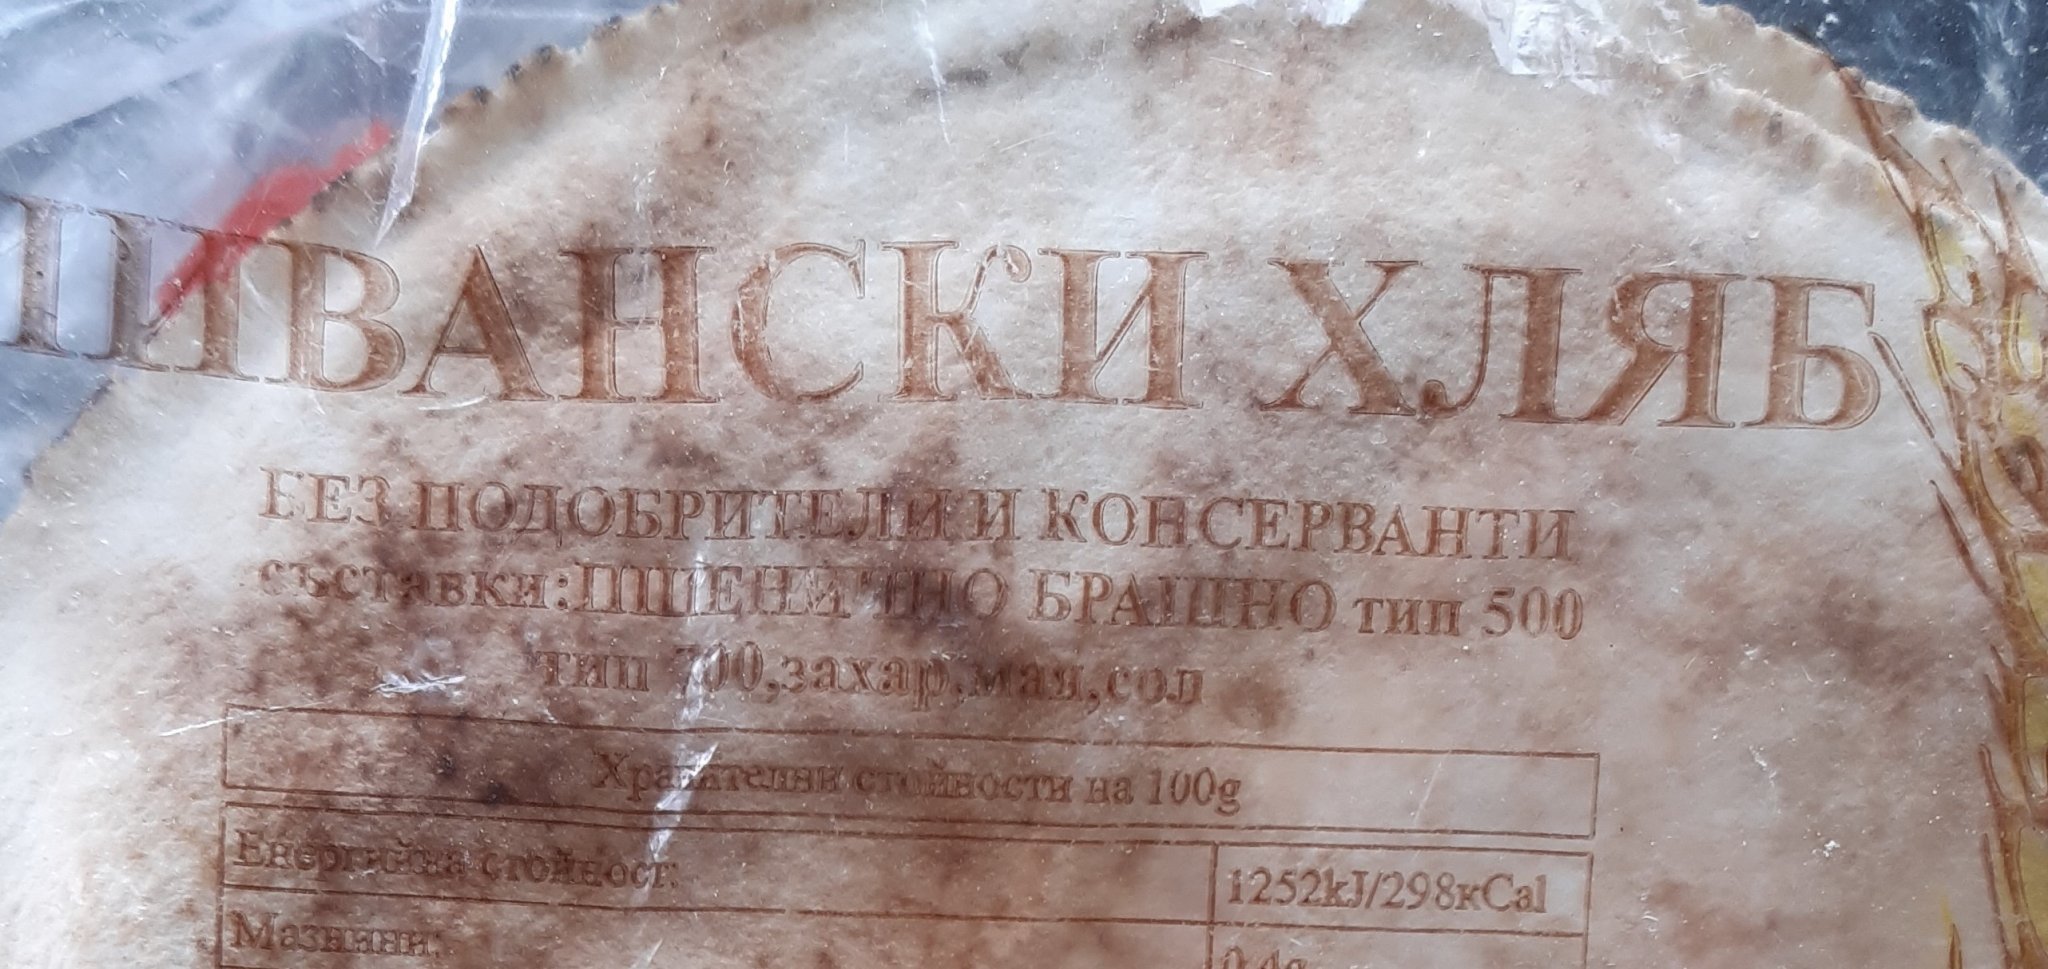 ЛИВАНСКИ ХЛЯБ
БЕЗ ПОДОБРИТЕЛИ И КОНСЕРВАНТИ
съставки:ПШЕНИЧНО БРАШНО тип 500
тип 700,захар,мая,сол
Хранителни стойности на 100g
Енергийна стойност:
1252kJ/298кCal
Мазнини: